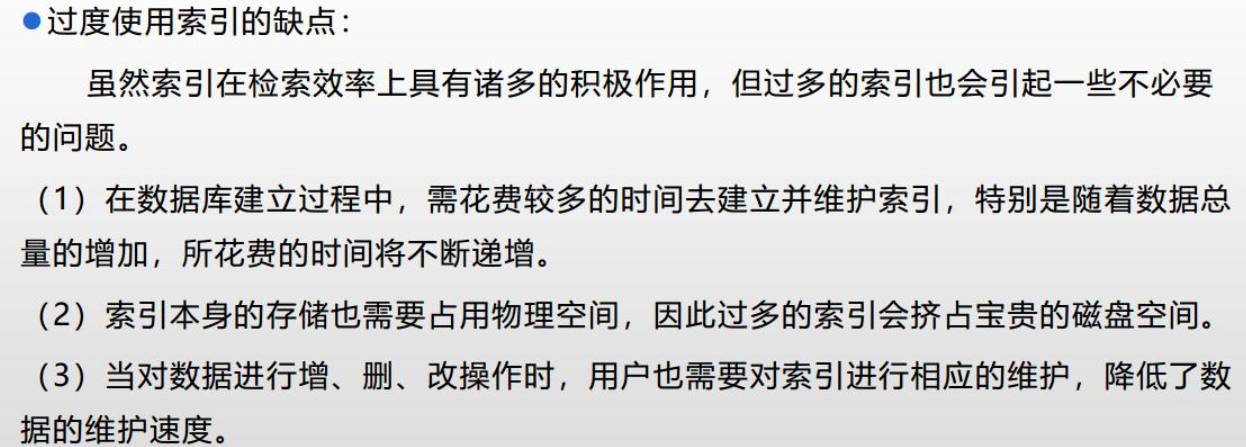 ●过度使用索引的缺点：
虽然索引在检索效率上具有诸多的积极作用，但过多的索引也会引起一些不必要
的问题。
（1）在数据库建立过程中，需花费较多的时间去建立并维护索引，特别是随着数据总
量的增加，所花费的时间将不断递增。
（2）索引本身的存储也需要占用物理空间，因此过多的索引会挤占宝贵的磁盘空间。
（3）当对数据进行增、删、改操作时，用户也需要对索引进行相应的维护，降低了数
据的维护速度。